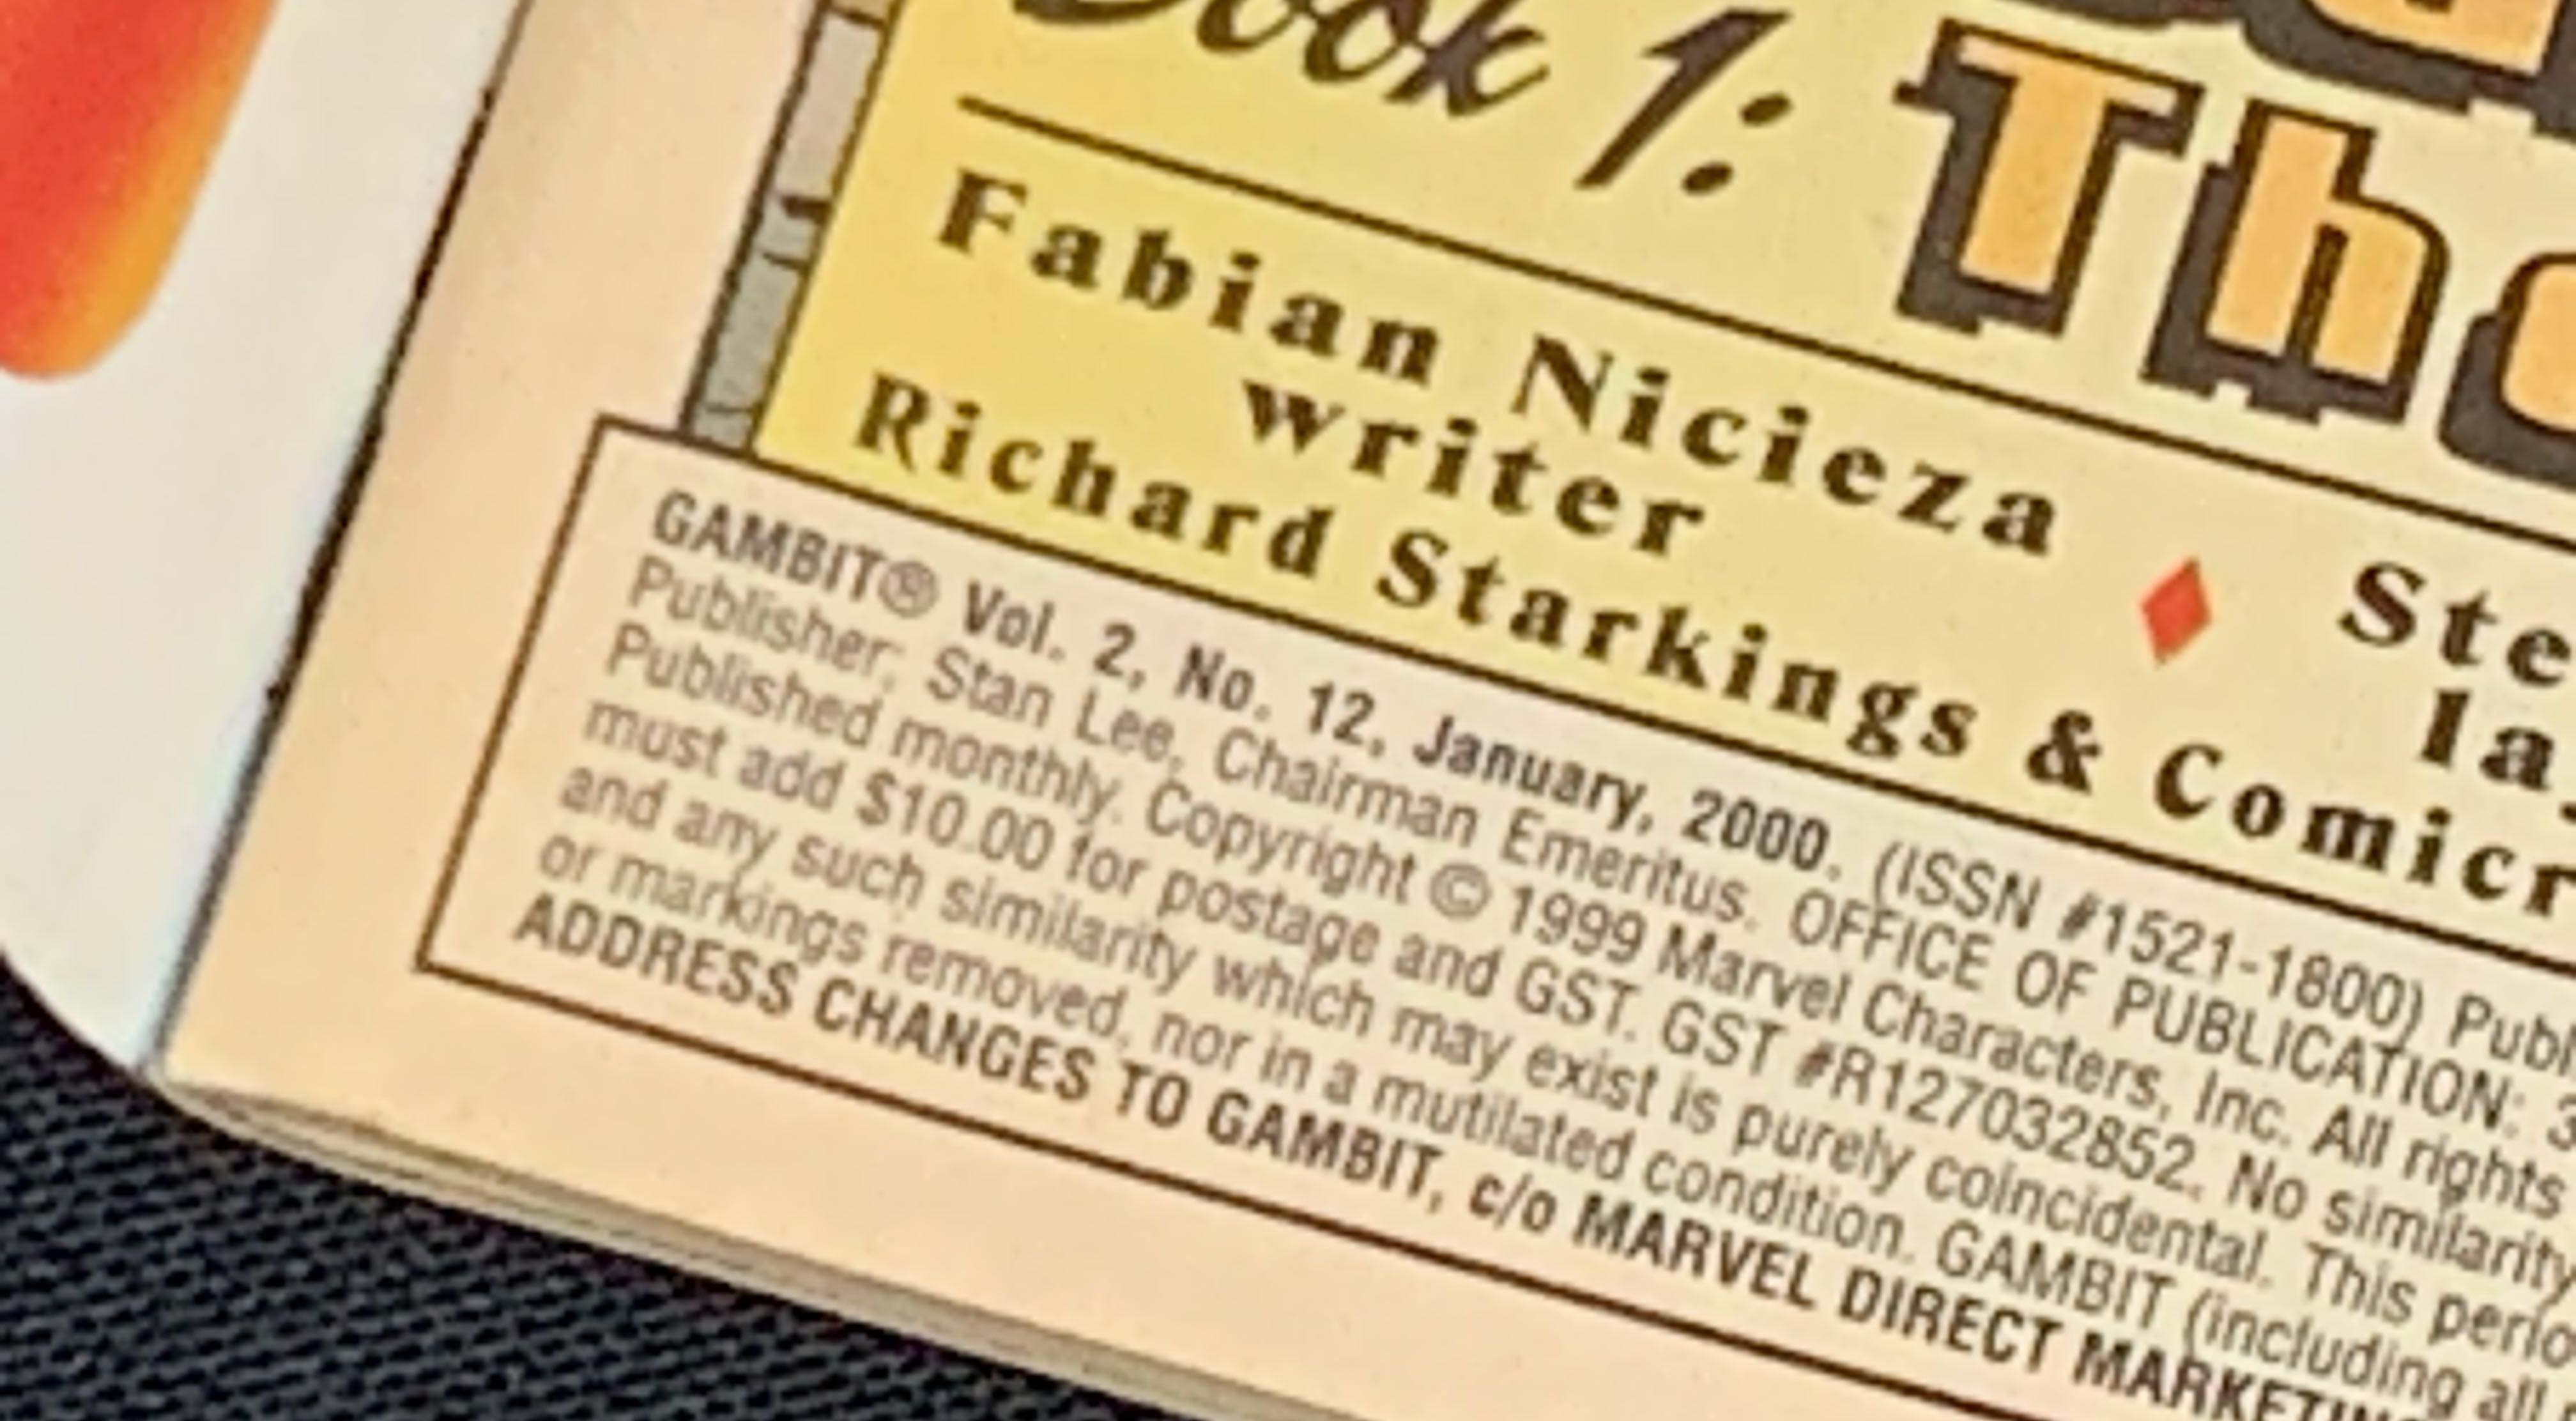 Book 1:
Th
Fabian Nicieza
writer
Ste
la
Richard Starkings & Comicr
GAMBIT® Vol. 2, No. 12, January, 2000. (ISSN #1521-1800) Publ
Publisher; Stan Lee, Chairman Emeritus. OFFICE OF PUBLICATION: 3
Published monthly. Copyright © 1999 Marvel Characters, Inc. All rights
must add $10.00 for postage and GST. GST #R127032852. No similarity
and any such similarity which may exist is purely coincidental. This perio
or markings removed, nor in a mutilated condition. GAMBIT (including all
ADDRESS CHANGES TO GAMBIT, c/o MARVEL DIRECT MARKETIN